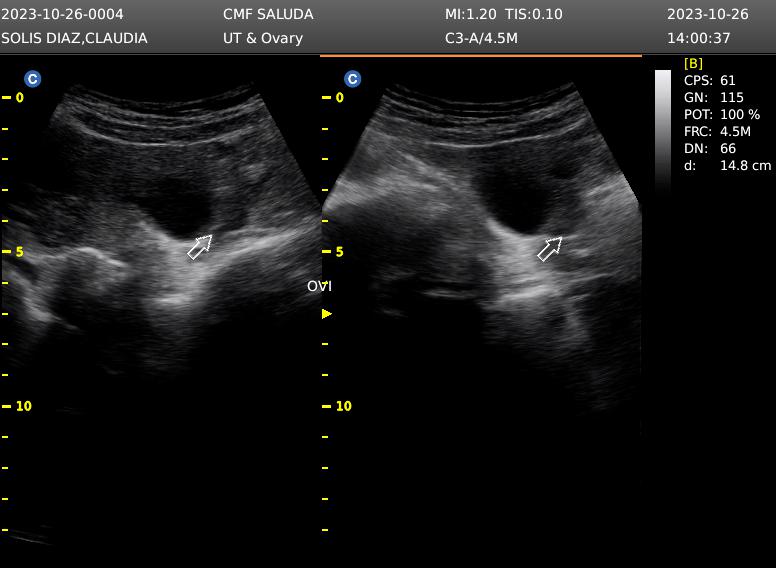 2023-10-26-0004 CMF SALUDA MI:1.20 TIS:0.10 2023-10-26
SOLIS DIAZ,CLAUDIA UT & Ovary C3-A/4.5M 14:00:37
[B]
CPS: 61
GN: 115
POT: 100 %
FRC: 4.5M
DN: 66
d: 14.8 cm
C C
0 0
5 5
OVI
10 10